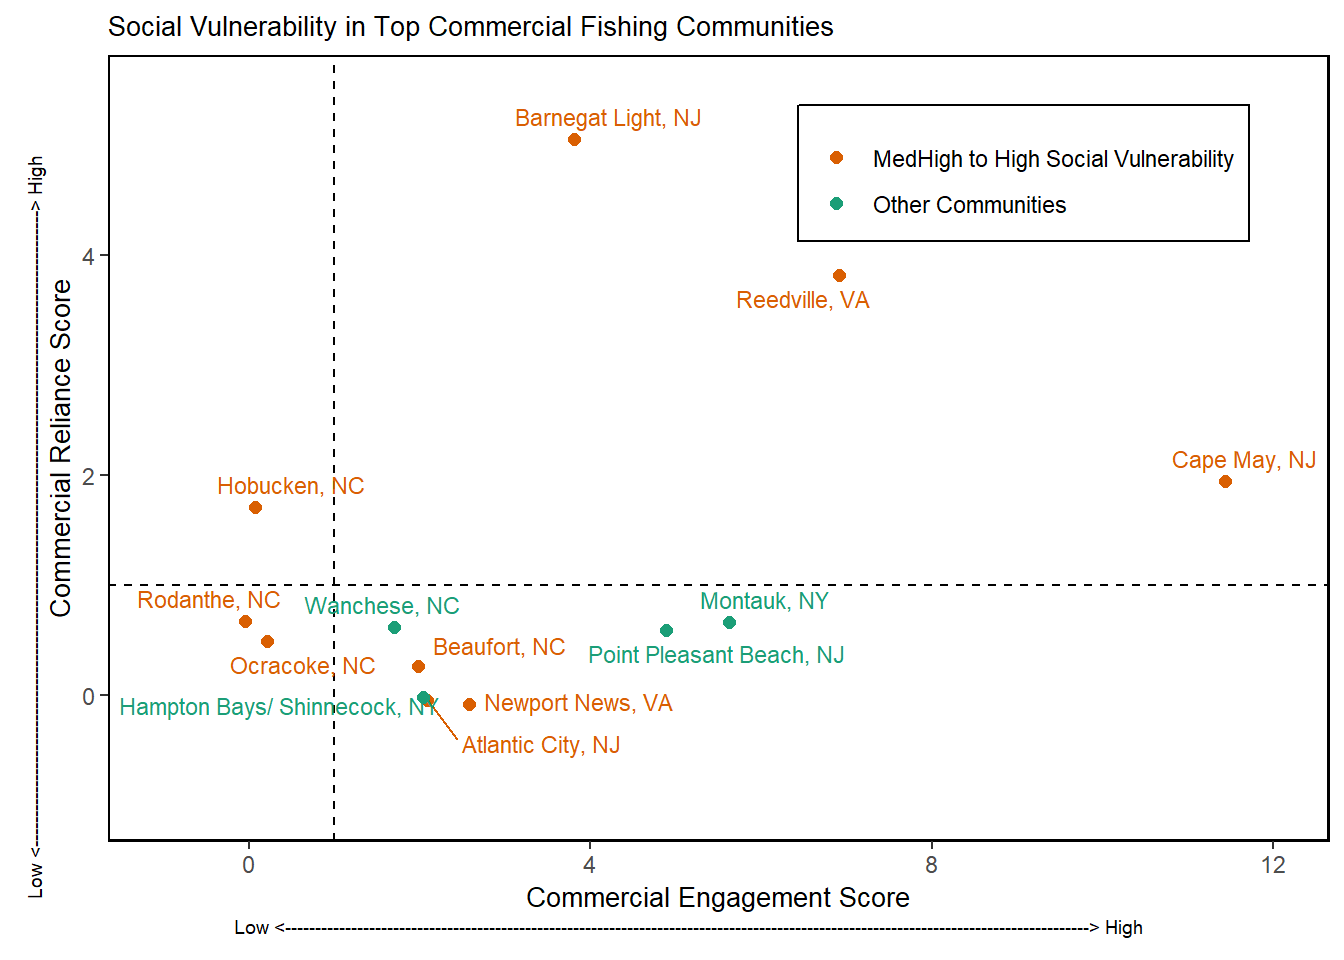 Social Vulnerability in Top Commercial Fishing Communities
Barnegat Light, NJ
MedHigh to High Social Vulnerability
Other Communities
Reedville, VA
Cape May, NJ
Hobucken, NC
Rodanthe, NC
Wanchese, NC
Montauk, NY
Beaufort, NC
Point Pleasant Beach, NJ
Ocracoke, NC
Hampton Bays/ Shinnecock, NY
Newport News, VA
Atlantic City, NJ
4
2
0
Commercial Reliance Score
Low <--------------------------------------------------------------------------------------------------------------> High
0
4
8
12
Commercial Engagement Score
Low <--------------------------------------------------------------------------------------------------------------------------------------> High